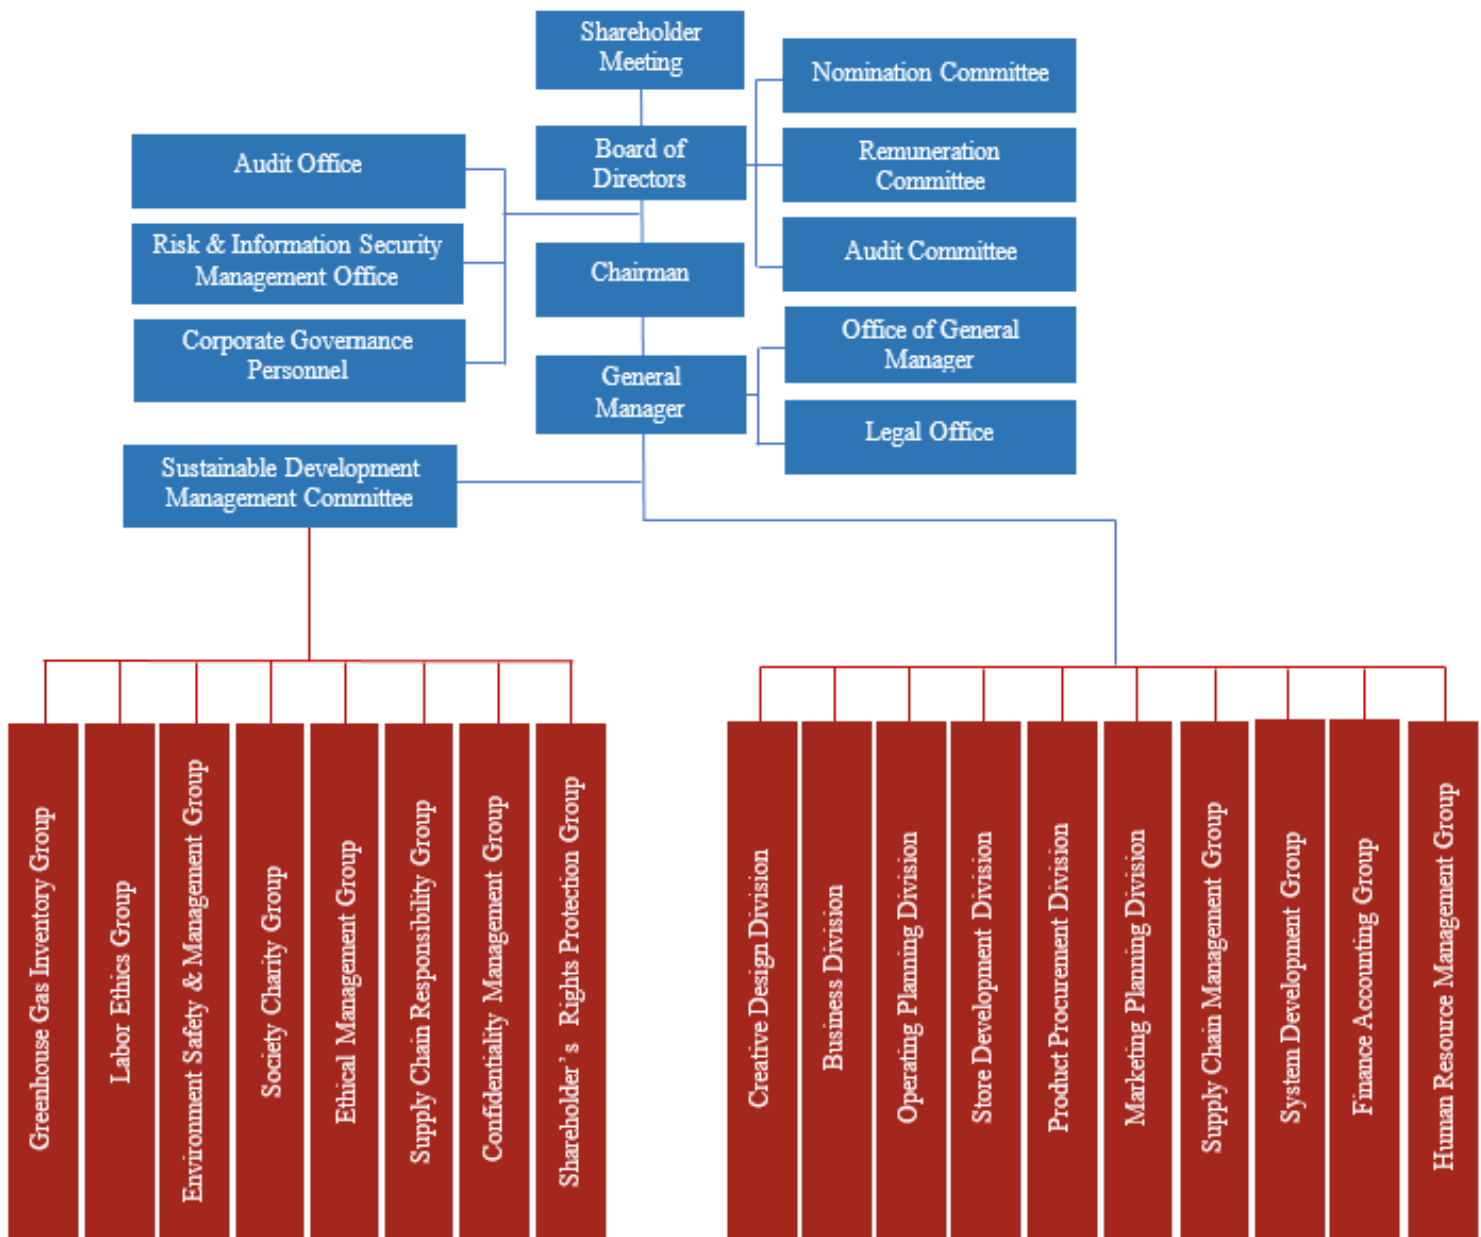 Shareholder
Meeting
Nomination Committee
Board of
Directors
Remuneration
Committee
Audit Office
Audit Committee
Risk & Information Security
Management Office
Chairman
Corporate Governance
Personnel
Office of General
Manager
General
Manager
Legal Office
Sustainable Development
Management Committee
Greenhouse Gas Inventory Group
Labor Ethics Group
Environment Safety & Management Group
Society Charity Group
Ethical Management Group
Supply Chain Responsibility Group
Confidentiality Management Group
Shareholder’s Rights Protection Group
Creative Design Division
Business Division
Operating Planning Division
Store Development Division
Product Procurement Division
Marketing Planning Division
Supply Chain Management Group
System Development Group
Finance Accounting Group
Human Resource Management Group